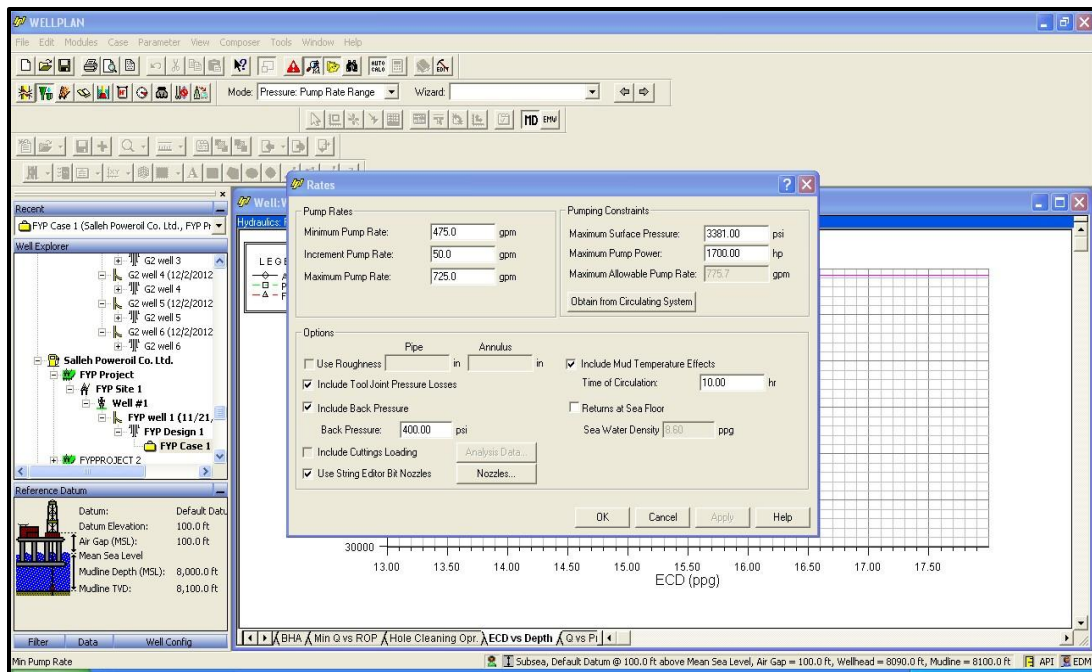 WELLPLAN
File Edit Modules Case Parameter View Composer Tools Window Help
AUTO CALC
Mode: Pressure: Pump Rate Range Wizard:
MD EMW
Recent
FYP Case 1 (Salleh Poweroil Co. Ltd., FYP Pr
Well Explorer
G2 well 3
G2 well 4 (12/2/2012
G2 well 4
G2 well 5 (12/2/2012
G2 well 5
G2 well 6 (12/2/2012
G2 well 6
Salleh Poweroil Co. Ltd.
FYP Project
FYP Site 1
Well #1
FYP well 1 (11/21,
FYP Design 1
FYP Case 1
FYPPROJECT 2
Reference Datum
Datum: Default Datu
Datum Elevation: 100.0 ft
Air Gap (MSL): 100.0 ft
Mean Sea Level
Mudline Depth (MSL): 8,000.0 ft
Mudline TVD: 8,100.0 ft
Filter Data Well Config
Well:W
Hydraulics: P
LEGE
A
P
F
Rates
Pump Rates
Minimum Pump Rate: 475.0 gpm
Increment Pump Rate: 50.0 gpm
Maximum Pump Rate: 725.0 gpm
Pumping Constraints
Maximum Surface Pressure: 3381.00 psi
Maximum Pump Power: 1700.00 hp
Maximum Allowable Pump Rate: 775.7 gpm
Obtain from Circulating System
Options
Pipe Annulus
Use Roughness in in
Include Tool Joint Pressure Losses
Include Back Pressure
Back Pressure: 400.00 psi
Include Cuttings Loading Analysis Data...
Use String Editor Bit Nozzles Nozzles...
Include Mud Temperature Effects
Time of Circulation: 10.00 hr
Returns at Sea Floor
Sea Water Density 8.60 ppg
OK Cancel Apply Help
30000
13.00 13.50 14.00 14.50 15.00 15.50 16.00 16.50 17.00 17.50
ECD (ppg)
BHA Min Q vs ROP Hole Cleaning Opr. ECD vs Depth Q vs P
Min Pump Rate
Subsea, Default Datum @ 100.0 ft above Mean Sea Level, Air Gap = 100.0 ft, Wellhead = 8090.0 ft, Mudline = 8100.0 ft API EDM